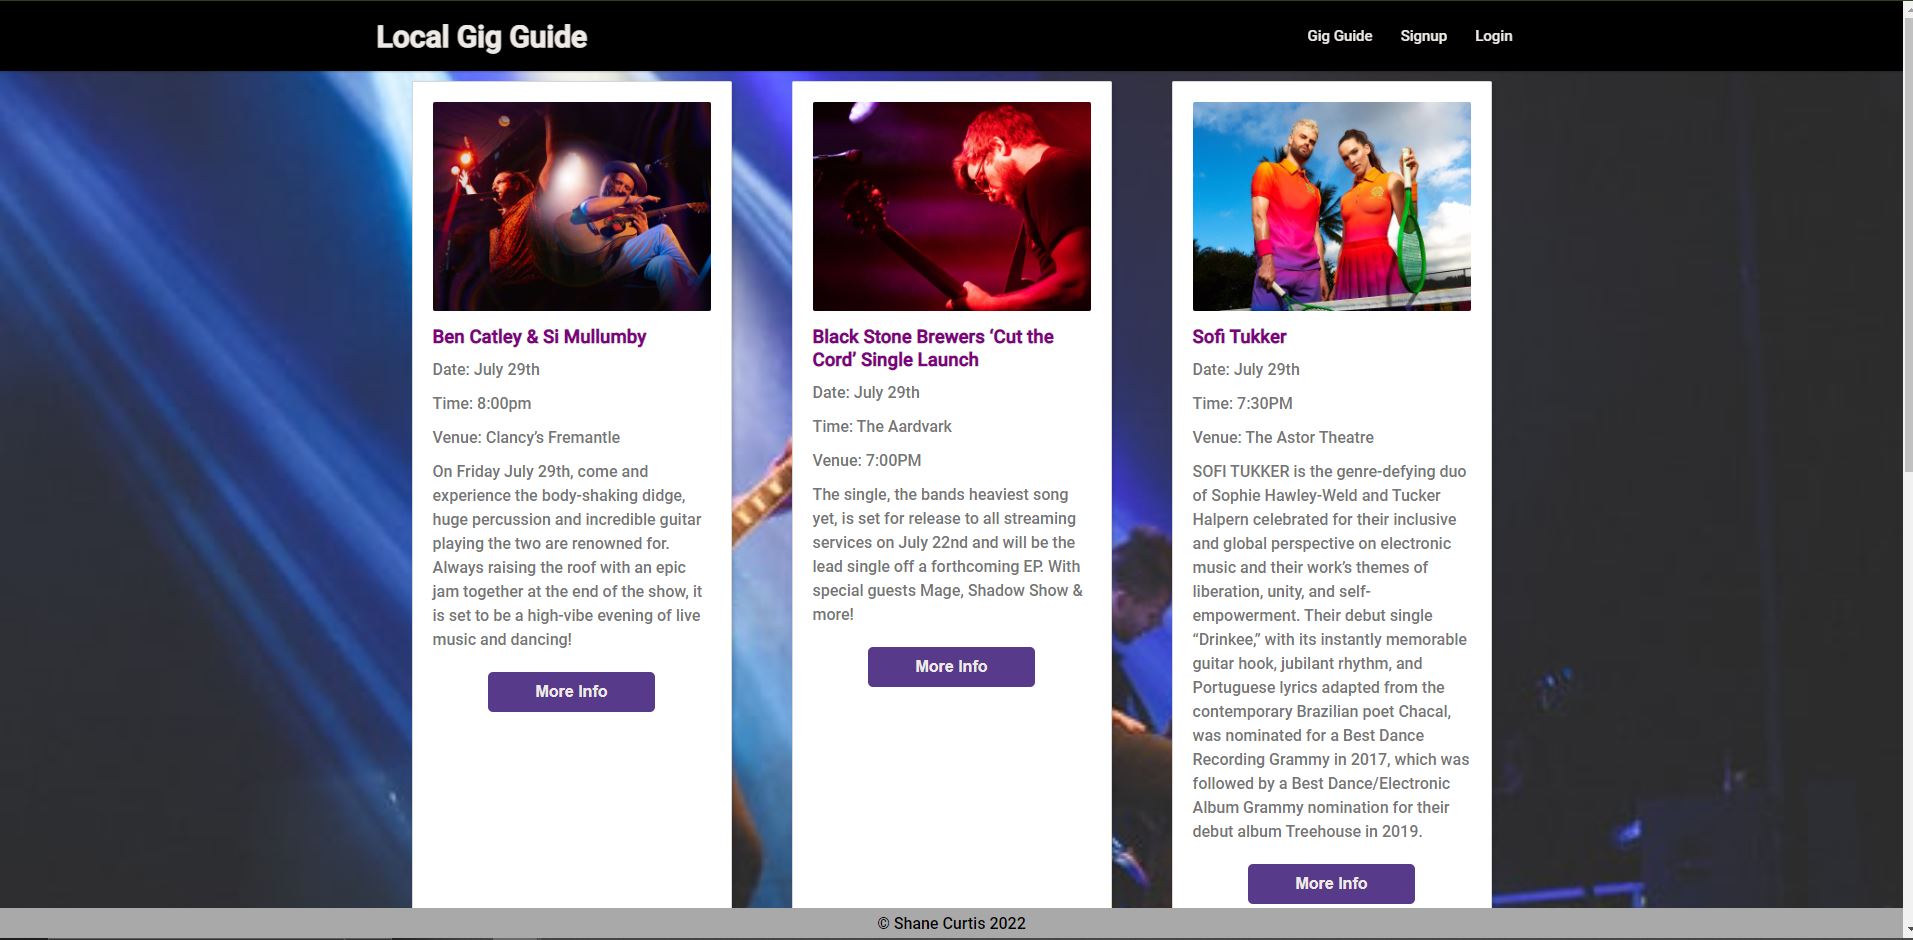 Local Gig Guide
Gig Guide
Signup
Login
Ben Catley & Si Mullumby
Date: July 29th
Time: 8:00pm
Venue: Clancy’s Fremantle
On Friday July 29th, come and
experience the body-shaking didge,
huge percussion and incredible guitar
playing the two are renowned for.
Always raising the roof with an epic
jam together at the end of the show, it
is set to be a high-vibe evening of live
music and dancing!
More Info
Black Stone Brewers ‘Cut the
Cord’ Single Launch
Date: July 29th
Time: The Aardvark
Venue: 7:00PM
The single, the bands heaviest song
yet, is set for release to all streaming
services on July 22nd and will be the
lead single off a forthcoming EP. With
special guests Mage, Shadow Show &
more!
More Info
Sofi Tukker
Date: July 29th
Time: 7:30PM
Venue: The Astor Theatre
SOFI TUKKER is the genre-defying duo
of Sophie Hawley-Weld and Tucker
Halpern celebrated for their inclusive
and global perspective on electronic
music and their work’s themes of
liberation, unity, and self-
empowerment. Their debut single
“Drinkee,” with its instantly memorable
guitar hook, jubilant rhythm, and
Portuguese lyrics adapted from the
contemporary Brazilian poet Chacal,
was nominated for a Best Dance
Recording Grammy in 2017, which was
followed by a Best Dance/Electronic
Album Grammy nomination for their
debut album Treehouse in 2019.
More Info
© Shane Curtis 2022